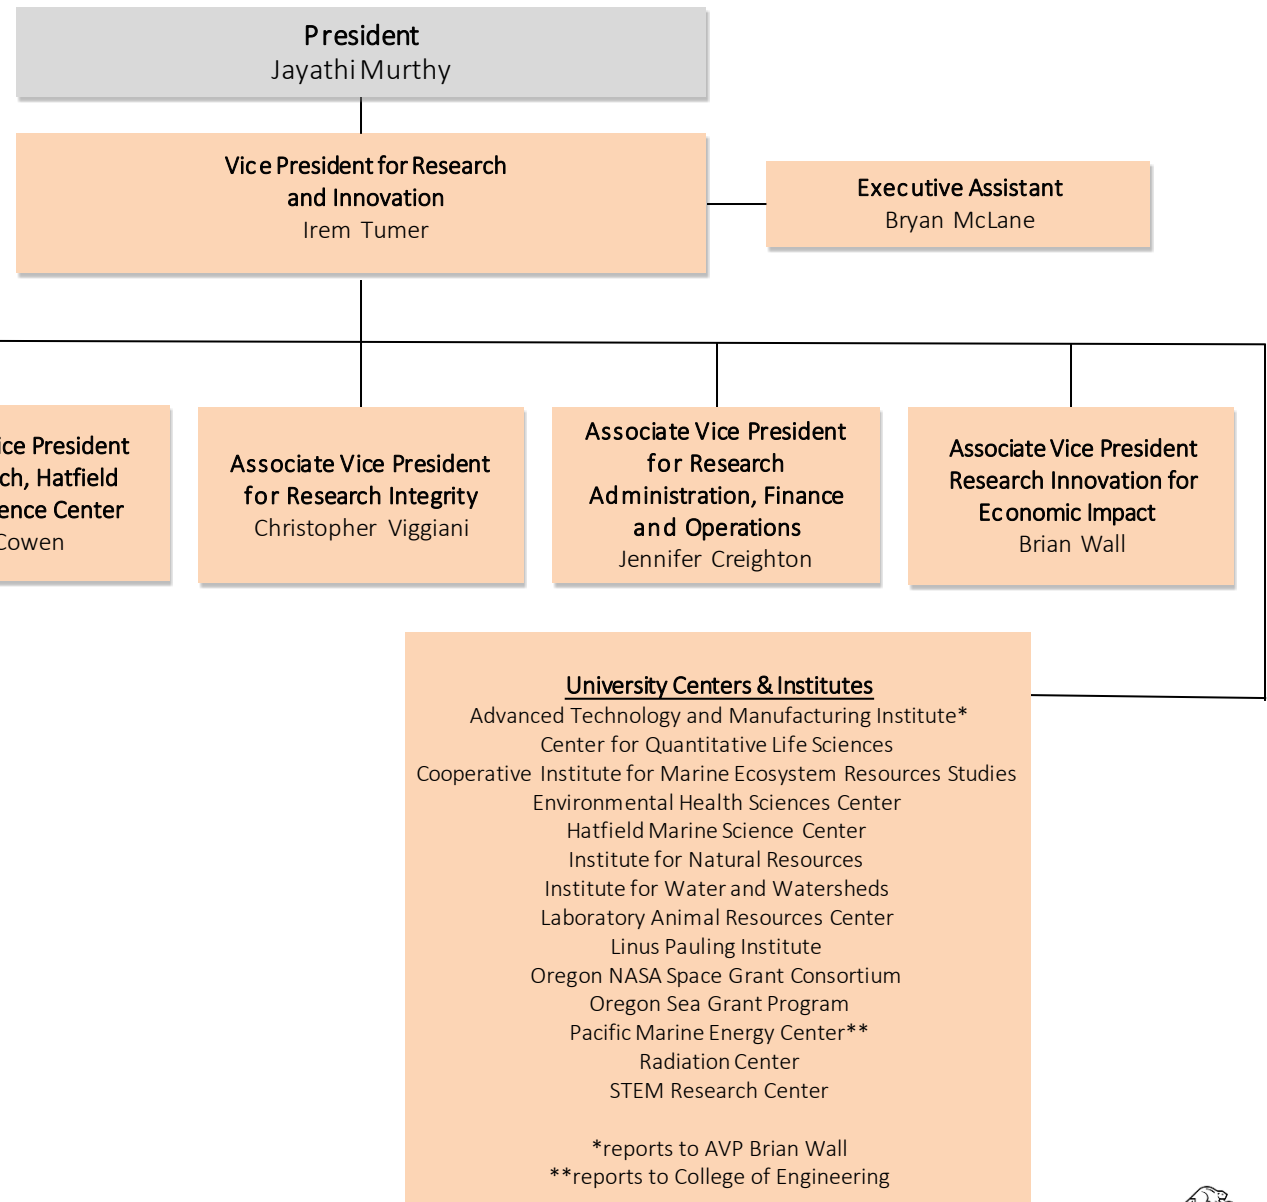 President
Jayathi Murthy
Vice President for Research
and Innovation
Irem Tumer
Executive Assistant
Bryan McLane
President
Hatfield
Center
Cowen
Associate Vice President
for Research Integrity
Christopher Viggiani
Associate Vice President
for Research
Administration, Finance
and Operations
Jennifer Creighton
Associate Vice President
Research Innovation for
Economic Impact
Brian Wall
University Centers & Institutes
Advanced Technology and Manufacturing Institute*
Center for Quantitative Life Sciences
Cooperative Institute for Marine Ecosystem Resources Studies
Environmental Health Sciences Center
Hatfield Marine Science Center
Institute for Natural Resources
Institute for Water and Watersheds
Laboratory Animal Resources Center
Linus Pauling Institute
Oregon NASA Space Grant Consortium
Oregon Sea Grant Program
Pacific Marine Energy Center**
Radiation Center
STEM Research Center
*reports to AVP Brian Wall
**reports to College of Engineering